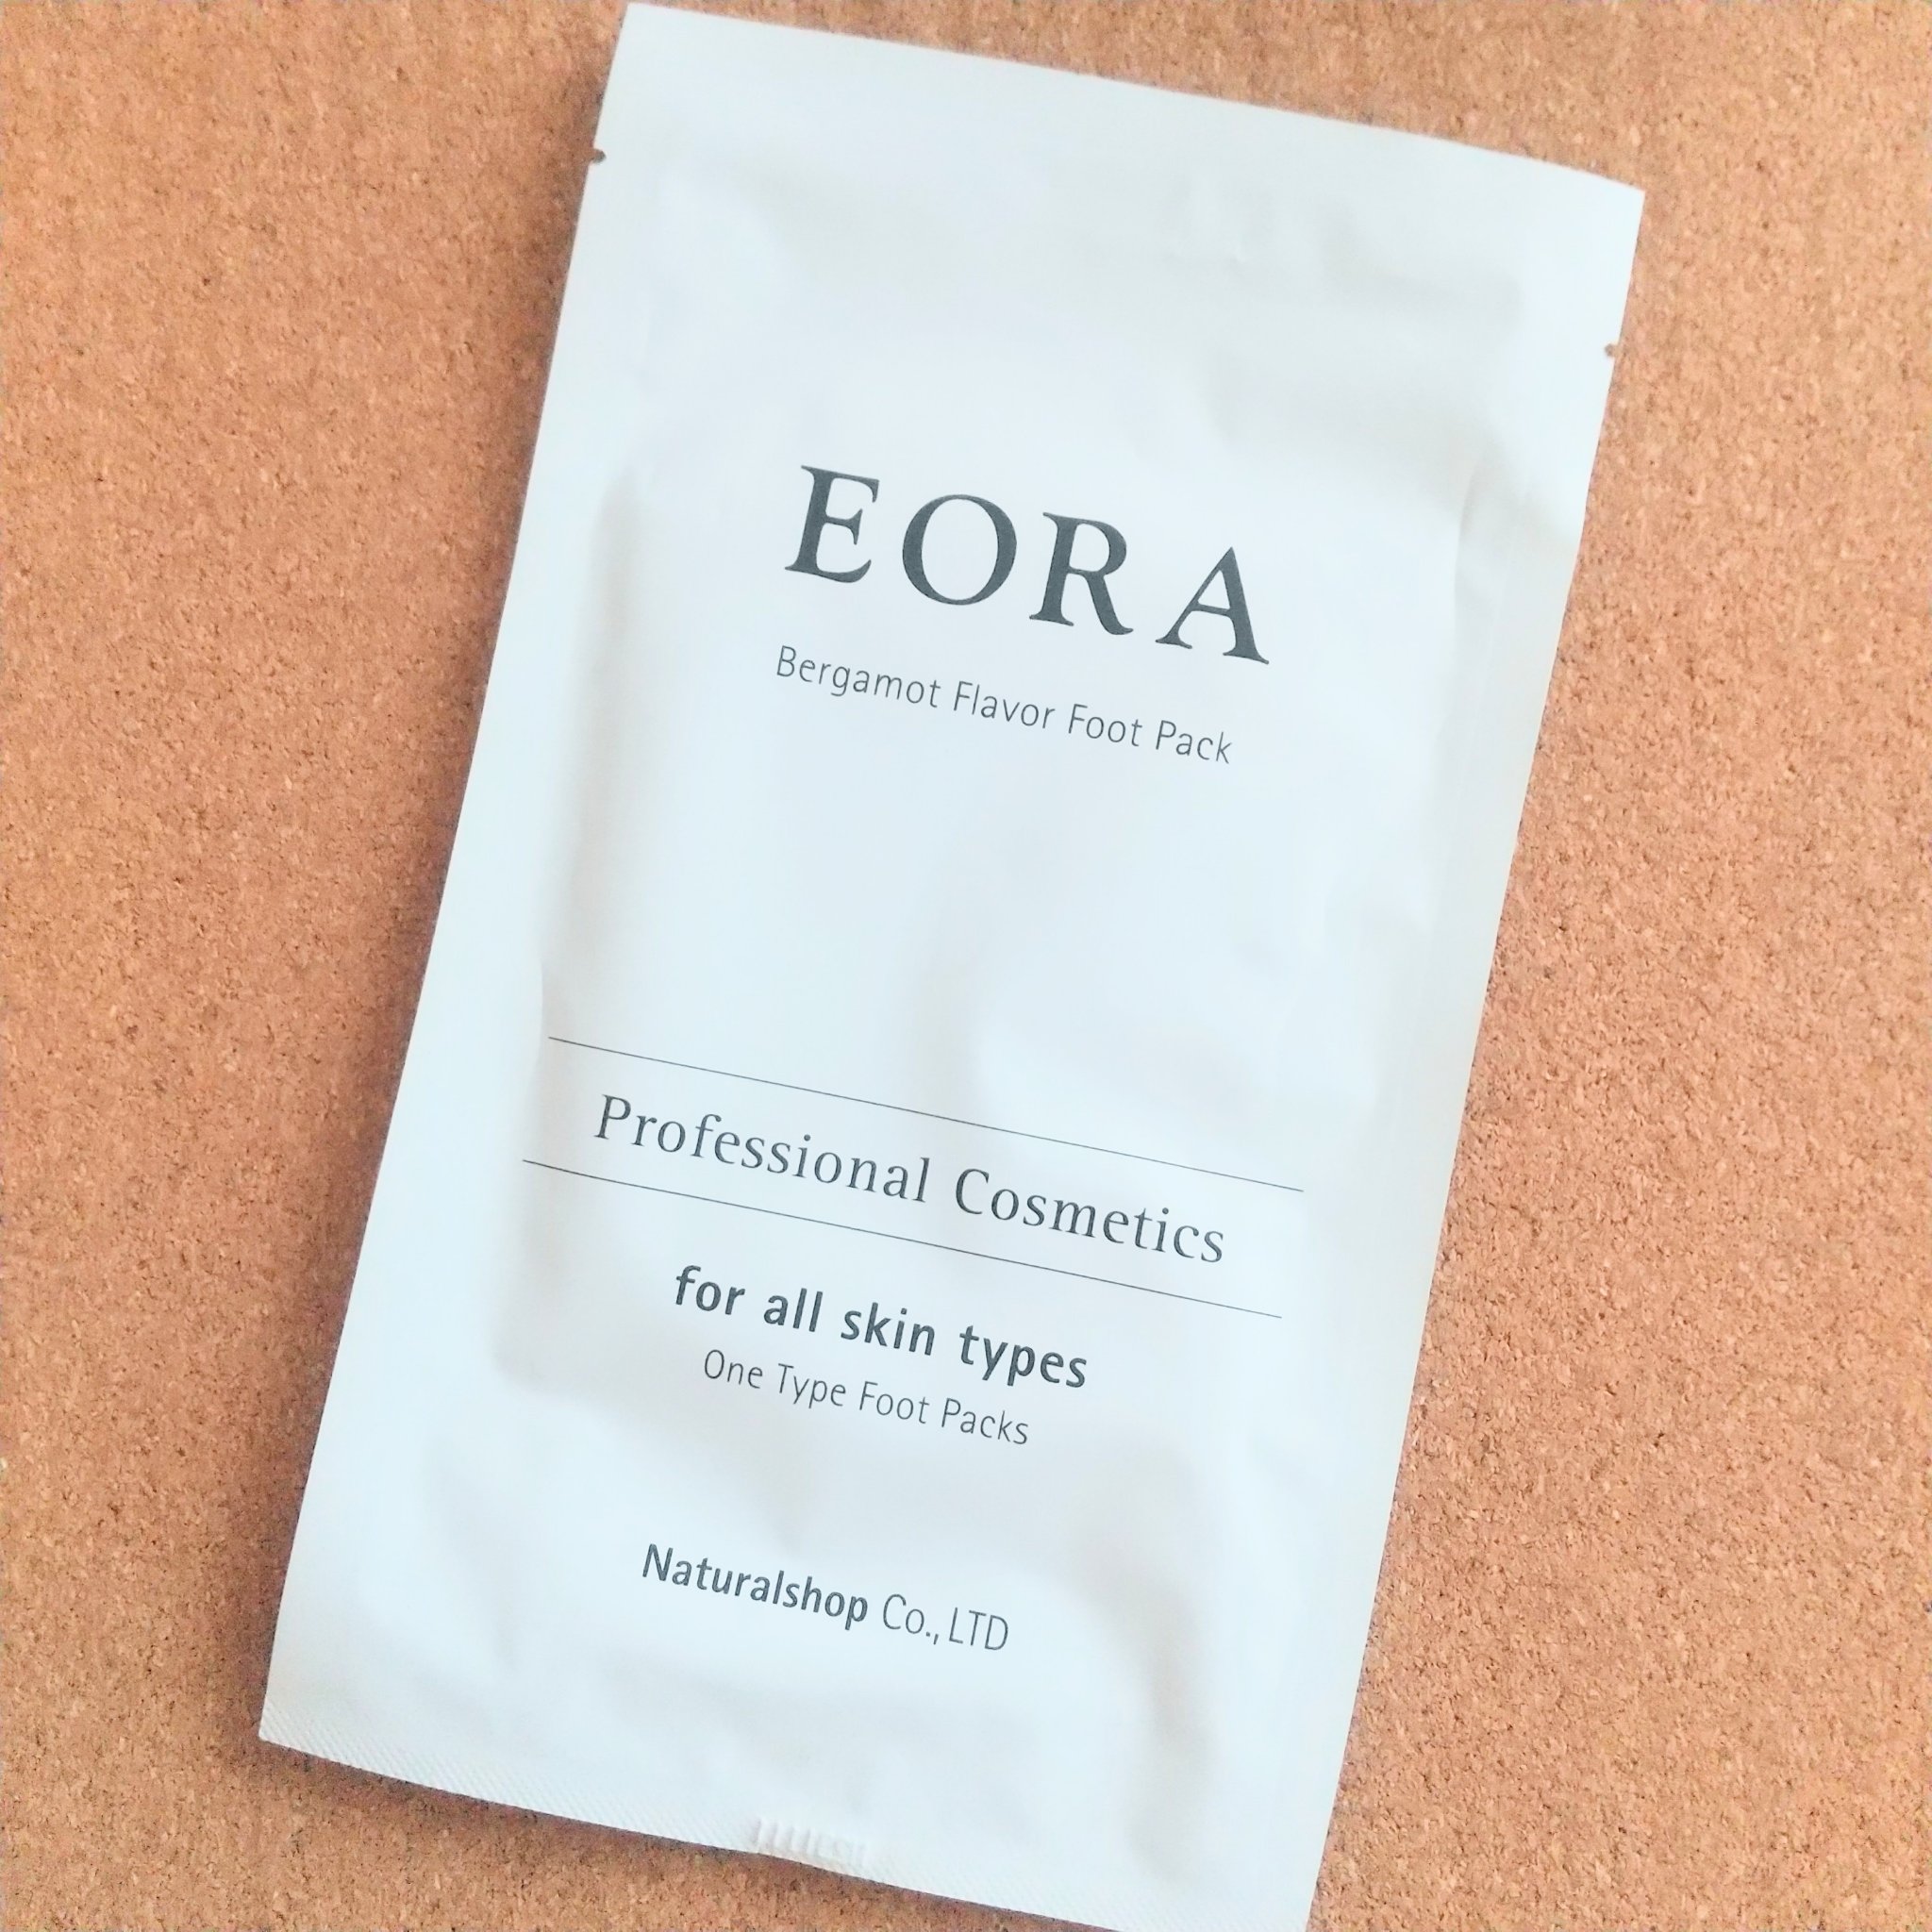 EORA
Bergamot Flavor Foot Pack
Professional Cosmetics
for all skin types
One Type Foot Packs
Naturalshop Co., LTD